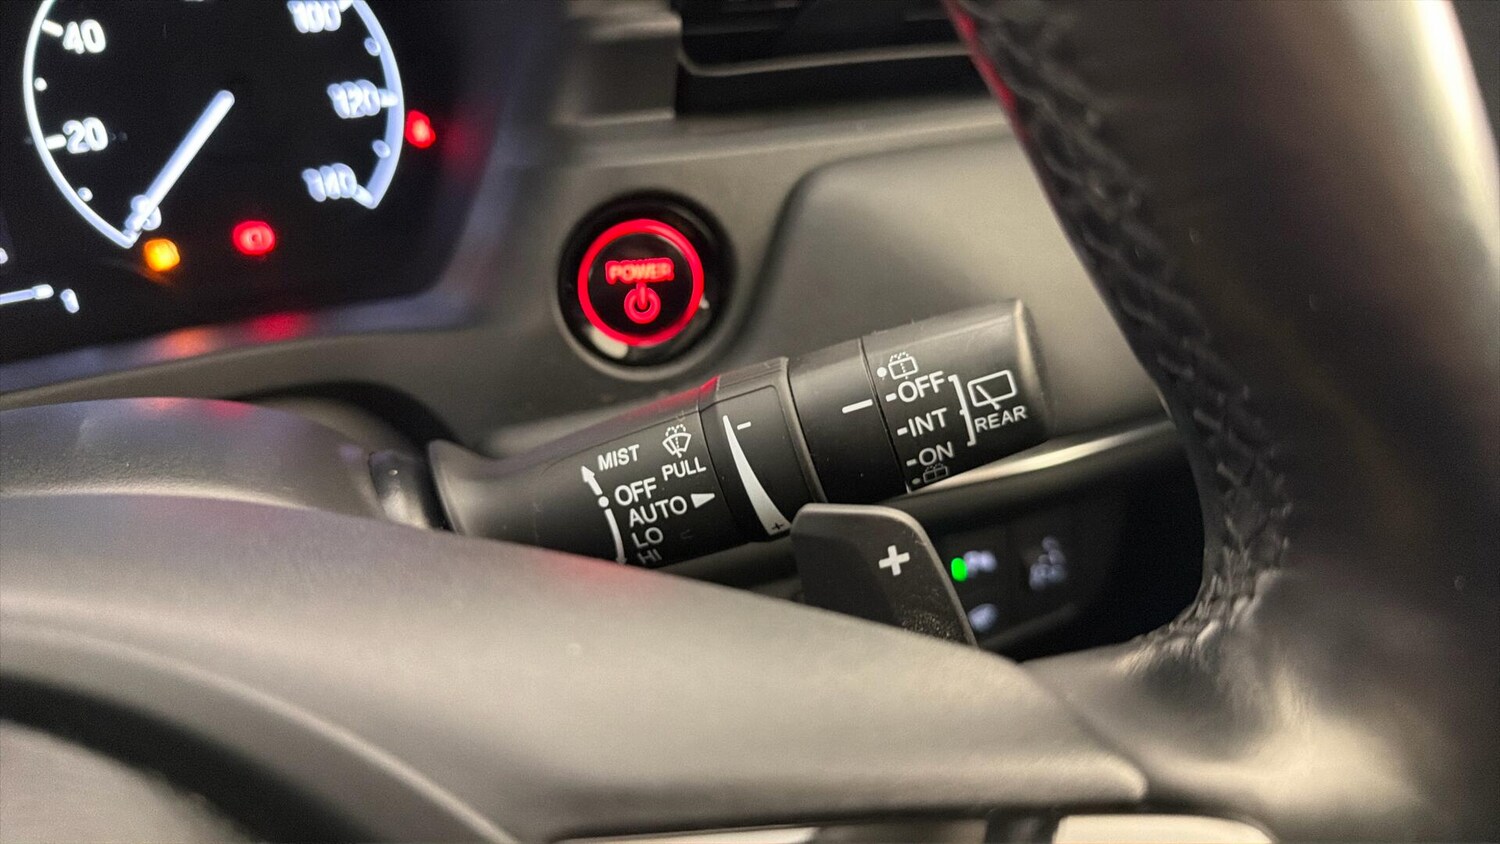 40
100
20
120
140
POWER
MIST
PULL
OFF
AUTO
LO
HI
-
+
OFF
INT
ON
REAR
+